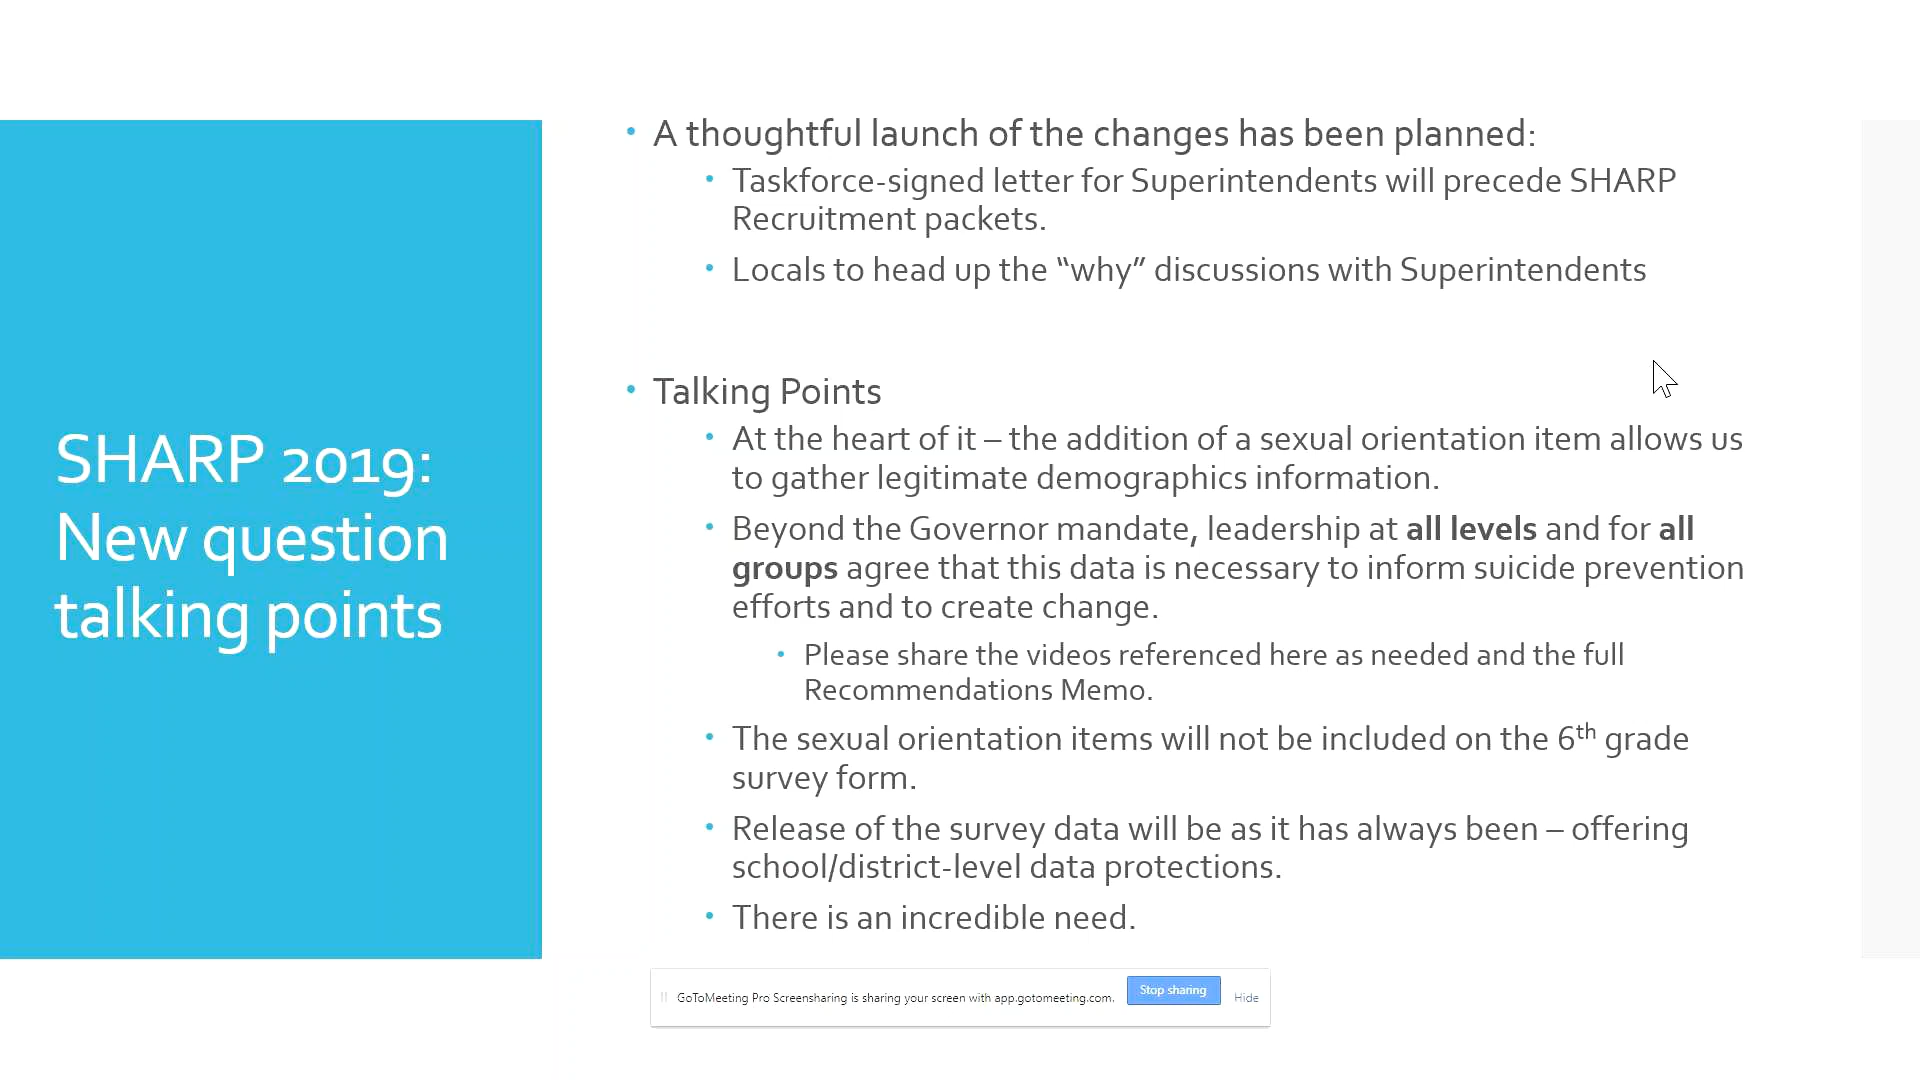 SHARP 2019:
New question
talking points
• A thoughtful launch of the changes has been planned:
• Taskforce-signed letter for Superintendents will precede SHARP
Recruitment packets.
• Locals to head up the “why” discussions with Superintendents
• Talking Points
• At the heart of it – the addition of a sexual orientation item allows us
to gather legitimate demographics information.
• Beyond the Governor mandate, leadership at all levels and for all
groups agree that this data is necessary to inform suicide prevention
efforts and to create change.
• Please share the videos referenced here as needed and the full
Recommendations Memo.
• The sexual orientation items will not be included on the 6th grade
survey form.
• Release of the survey data will be as it has always been – offering
school/district-level data protections.
• There is an incredible need.
GoToMeeting Pro Screensharing is sharing your screen with app.gotomeeting.com. Stop sharing Hide